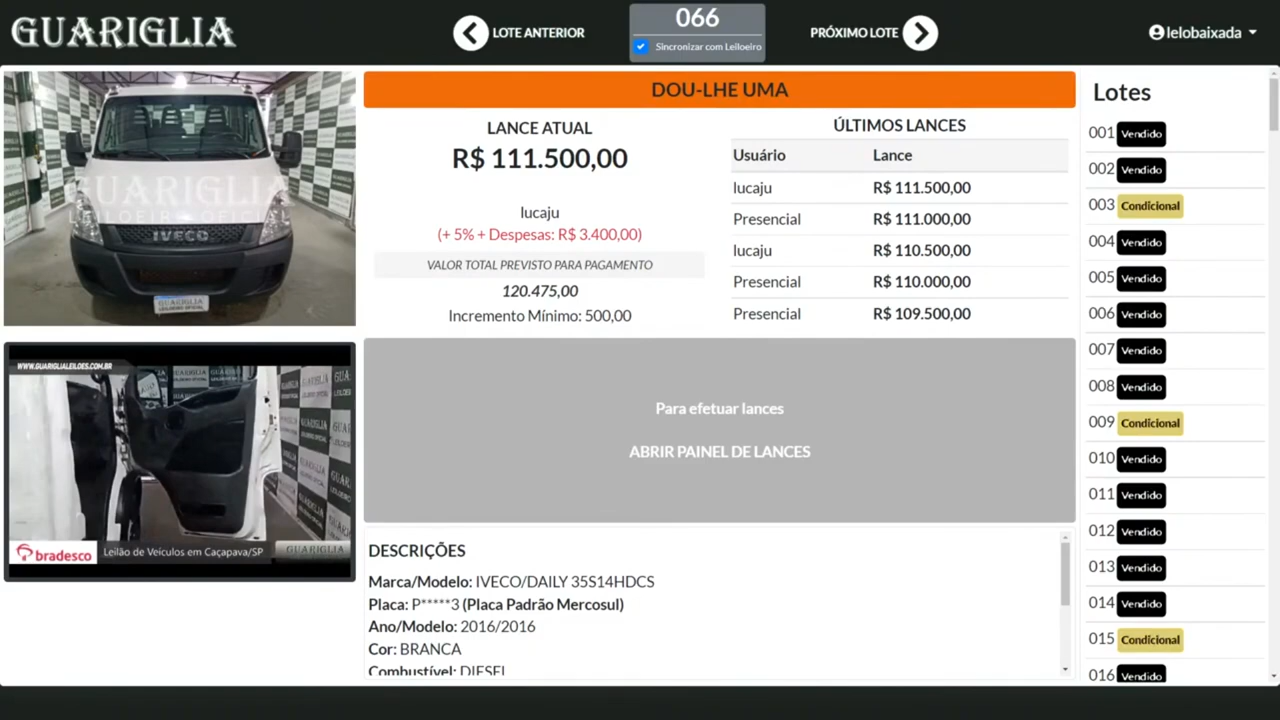 GUARIGLIA
LOTE ANTERIOR
066
Sincronizar com Leiloeiro
PRÓXIMO LOTE
lelobaixada
GUARIGLIA
LEILOEIRO OFICIAL
IVECO
GUARIGLIA
LEILOEIRO OFICIAL
WWW.GUARIGLIALEILOES.COM.BR
bradesco
Leilão de Veículos em Caçapava/SP
GUARIGLIA
DOU-LHE UMA
LANCE ATUAL
R$ 111.500,00
lucaju
(+ 5% + Despesas: R$ 3.400,00)
VALOR TOTAL PREVISTO PARA PAGAMENTO
120.475,00
Incremento Mínimo: 500,00
ÚLTIMOS LANCES
Usuário Lance
lucaju R$ 111.500,00
Presencial R$ 111.000,00
lucaju R$ 110.500,00
Presencial R$ 110.000,00
Presencial R$ 109.500,00
Para efetuar lances
ABRIR PAINEL DE LANCES
DESCRIÇÕES
Marca/Modelo: IVECO/DAILY 35S14HDCS
Placa: P*****3 (Placa Padrão Mercosul)
Ano/Modelo: 2016/2016
Cor: BRANCA
Combustível: DIESEL
Lotes
001 Vendido
002 Vendido
003 Condicional
004 Vendido
005 Vendido
006 Vendido
007 Vendido
008 Vendido
009 Condicional
010 Vendido
011 Vendido
012 Vendido
013 Vendido
014 Vendido
015 Condicional
016 Vendido